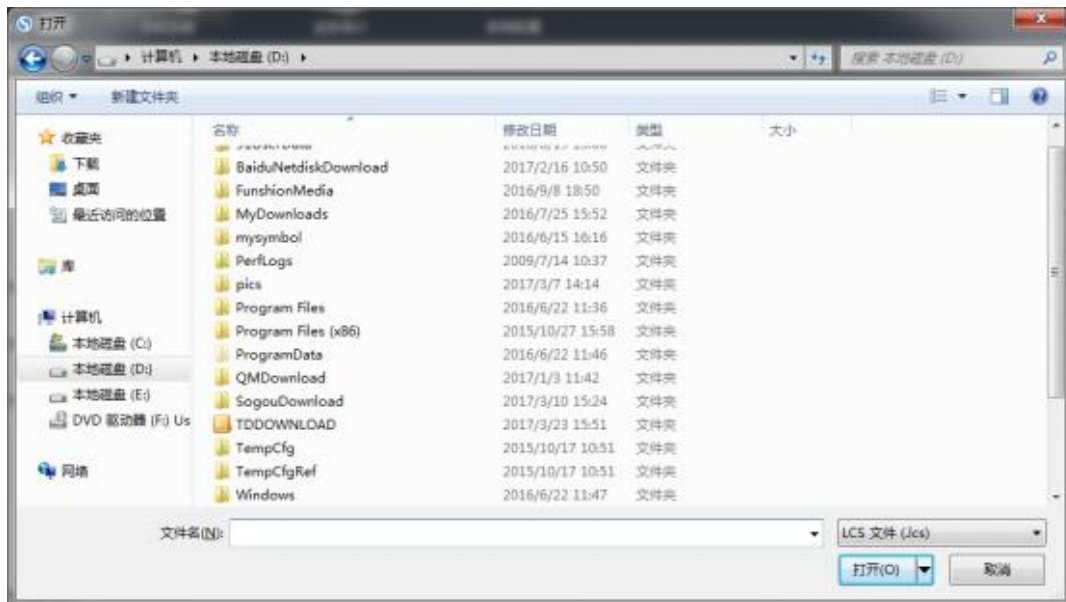 打开
计算机 本地磁盘 (D:)
搜索 本地磁盘 (D:)
组织 新建文件夹
收藏夹
下载
桌面
最近访问的位置
库
计算机
本地磁盘 (C:)
本地磁盘 (D:)
本地磁盘 (E:)
DVD 驱动器 (F:) Us
网络
名称 修改日期 类型 大小
BaiduNetdiskDownload 2017/2/16 10:50 文件夹
FunshionMedia 2016/9/8 18:50 文件夹
MyDownloads 2016/7/25 15:52 文件夹
mysymbol 2016/6/15 16:16 文件夹
PerfLogs 2009/7/14 10:37 文件夹
pics 2017/3/7 14:14 文件夹
Program Files 2016/6/22 11:36 文件夹
Program Files (x86) 2015/10/27 15:58 文件夹
ProgramData 2016/6/22 11:46 文件夹
QMDownload 2017/1/3 11:42 文件夹
SogouDownload 2017/3/10 15:24 文件夹
TDDOWNLOAD 2017/3/23 15:51 文件夹
TempCfg 2015/10/17 10:51 文件夹
TempCfgRef 2015/10/17 10:51 文件夹
Windows 2016/6/22 11:47 文件夹
文件名(N):
LCS 文件 (.lcs)
打开(O) 取消